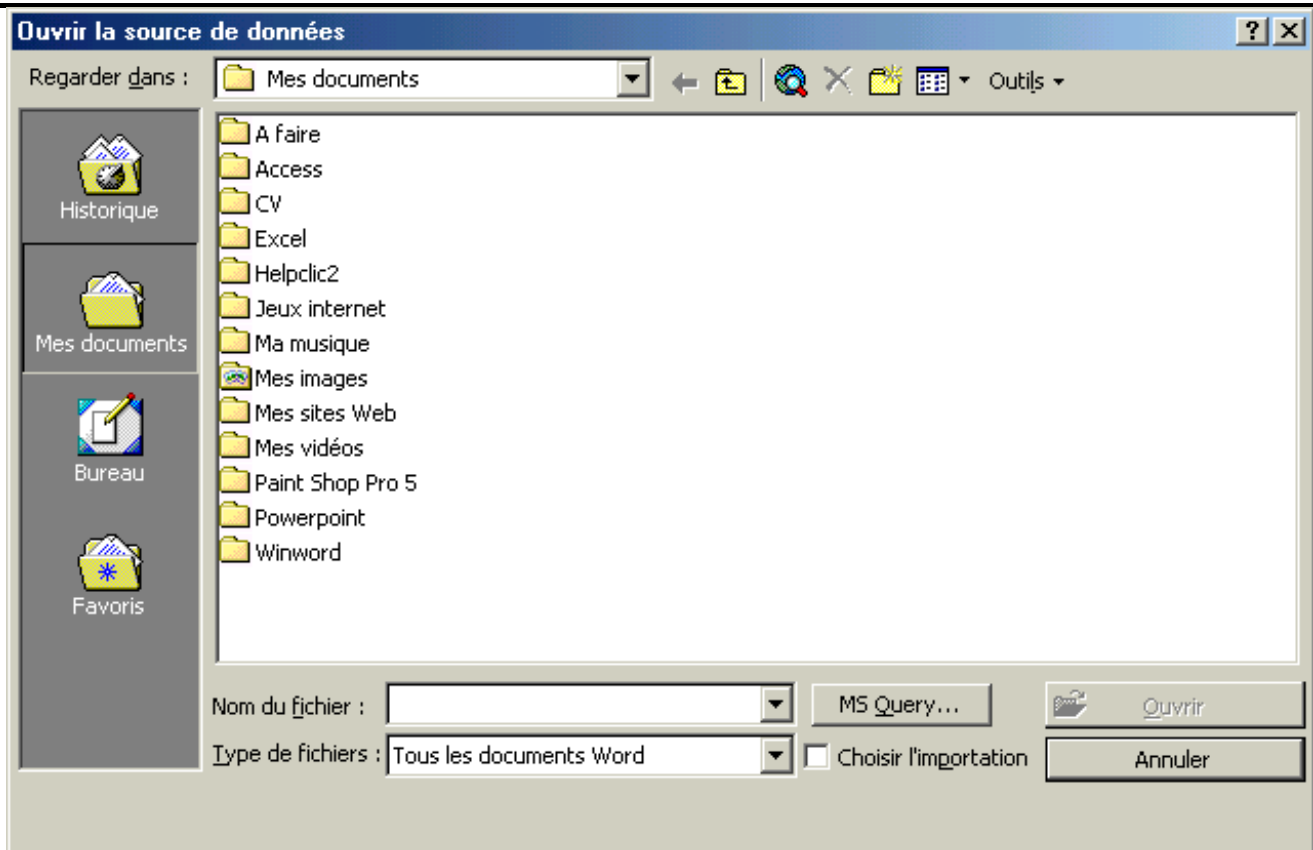 Ouvrir la source de données
Regarder dans :
Mes documents
Outils
Historique
Mes documents
Bureau
Favoris
A faire
Access
CV
Excel
Helpclic2
Jeux internet
Ma musique
Mes images
Mes sites Web
Mes vidéos
Paint Shop Pro 5
Powerpoint
Winword
Nom du fichier :
MS Query...
Ouvrir
Type de fichiers : Tous les documents Word
Choisir l'importation
Annuler